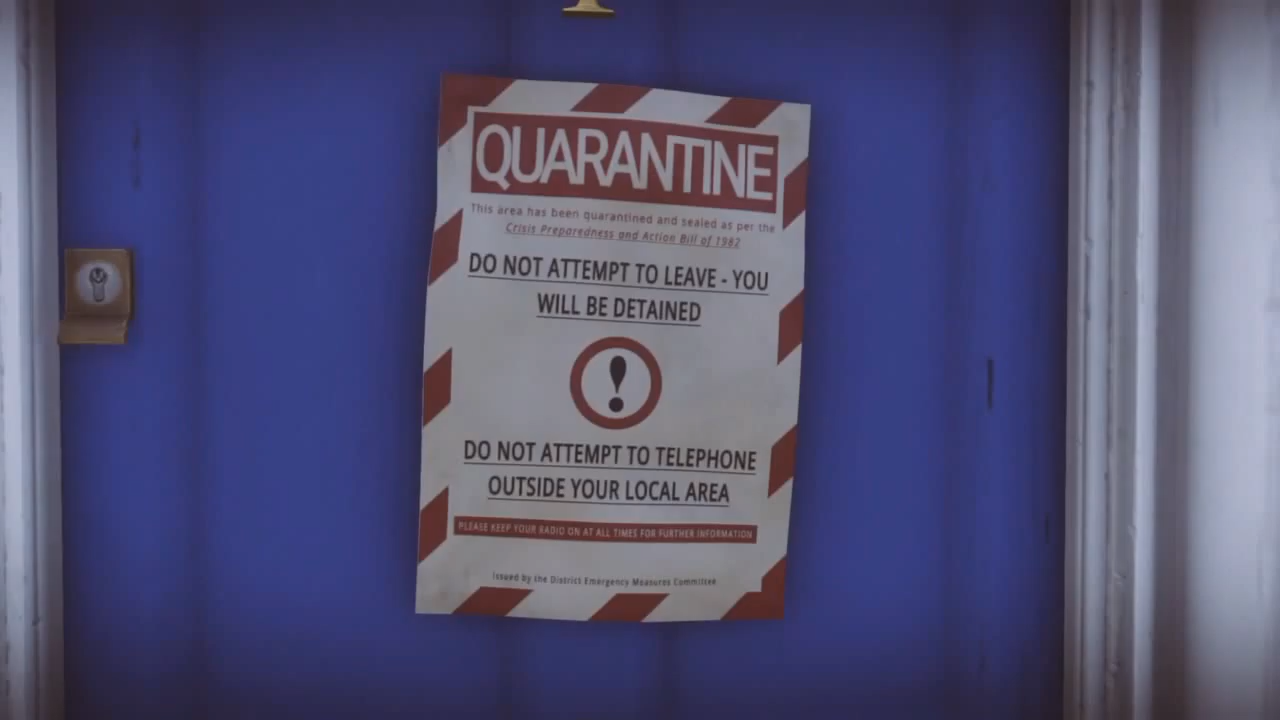 QUARANTINE
This area has been quarantined and sealed as per the
Crisis Preparedness and Action Bill of 1982
DO NOT ATTEMPT TO LEAVE - YOU
WILL BE DETAINED
!
DO NOT ATTEMPT TO TELEPHONE
OUTSIDE YOUR LOCAL AREA
PLEASE KEEP YOUR RADIO ON AT ALL TIMES FOR FURTHER INFORMATION
Issued by the District Emergency Measures Committee